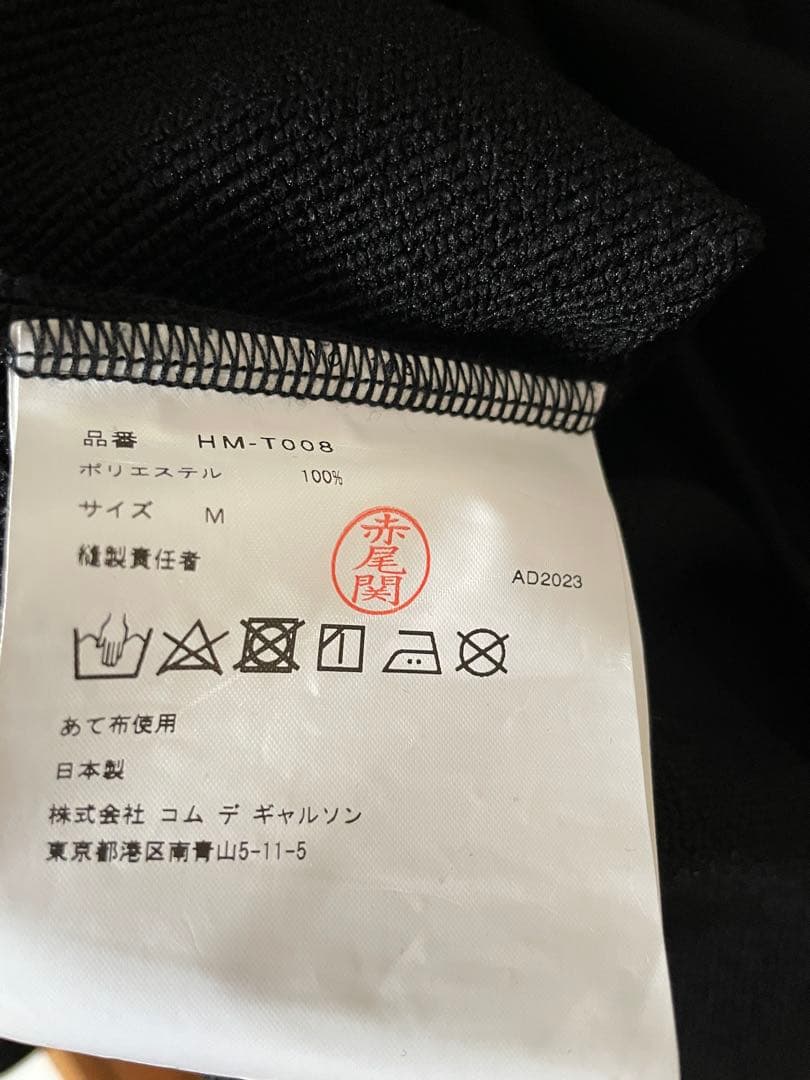 品番 HM-T008
ポリエステル 100%
サイズ M
縫製責任者
赤尾関
AD2023
あて布使用
日本製
株式会社 コム デ ギャルソン
東京都港区南青山5-11-5